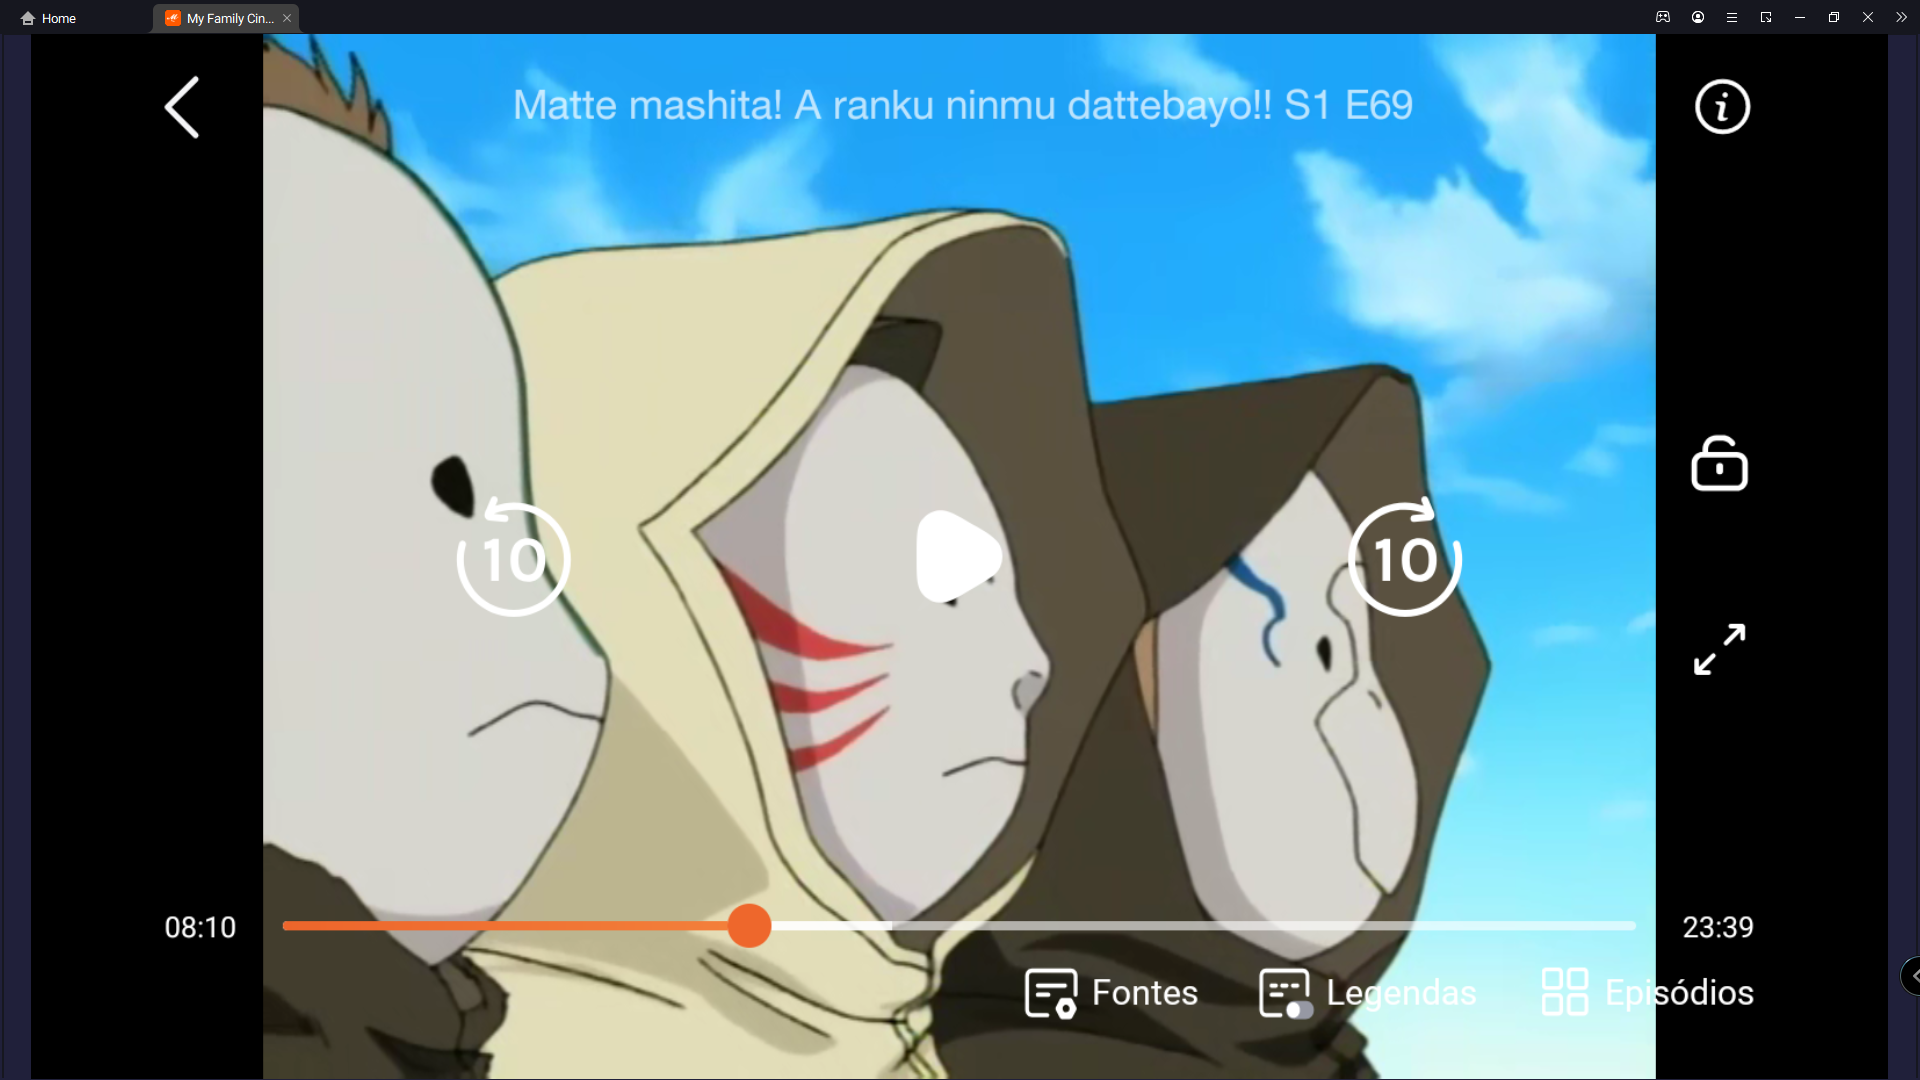 Home
My Family Cin...
Matte mashita! A ranku ninmu dattebayo!! S1 E69
10
10
08:10
23:39
Fontes
Legendas
Episódios